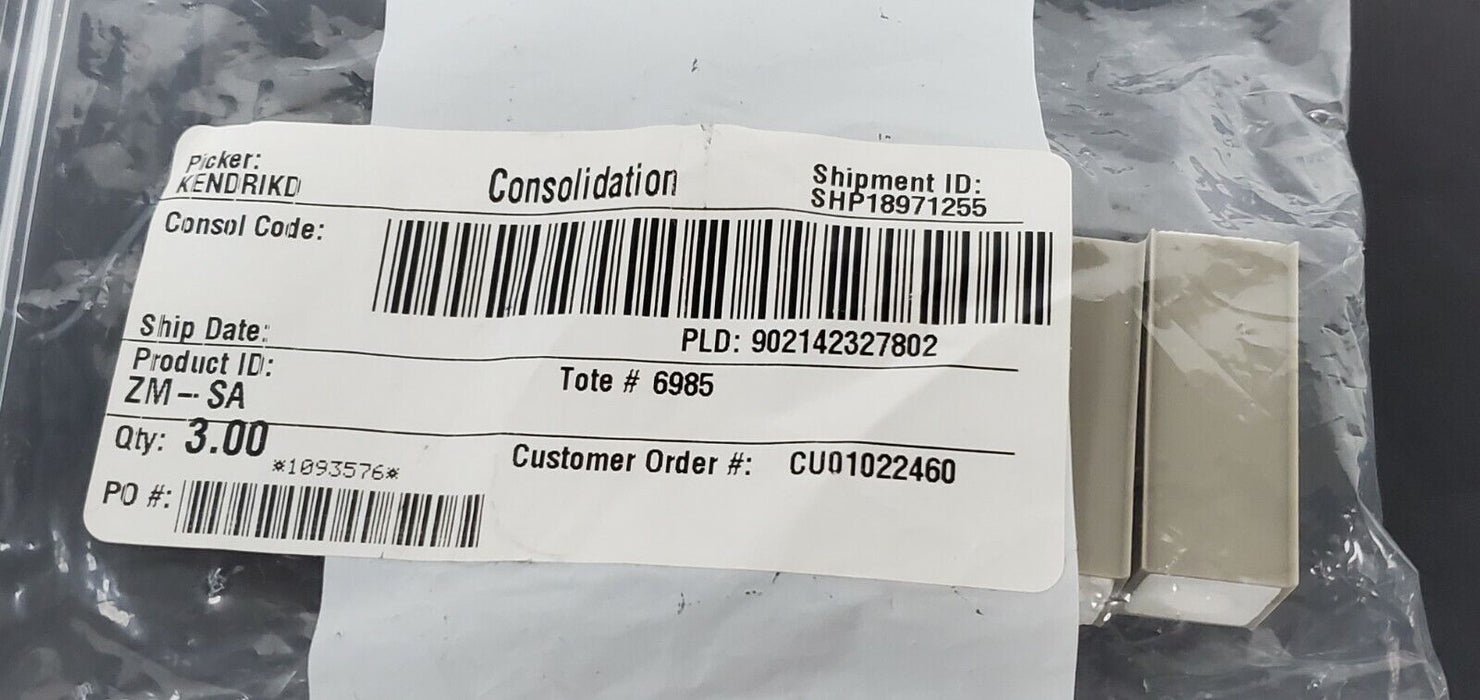 Picker:
KENDRIKD
Consolidation
Shipment ID:
SHP18971255
Consol Code:
Ship Date:
PLD: 902142327802
Product ID:
ZM-SA
Tote # 6985
Qty: 3.00
*1093576*
Customer Order #: CU01022460
PO #: